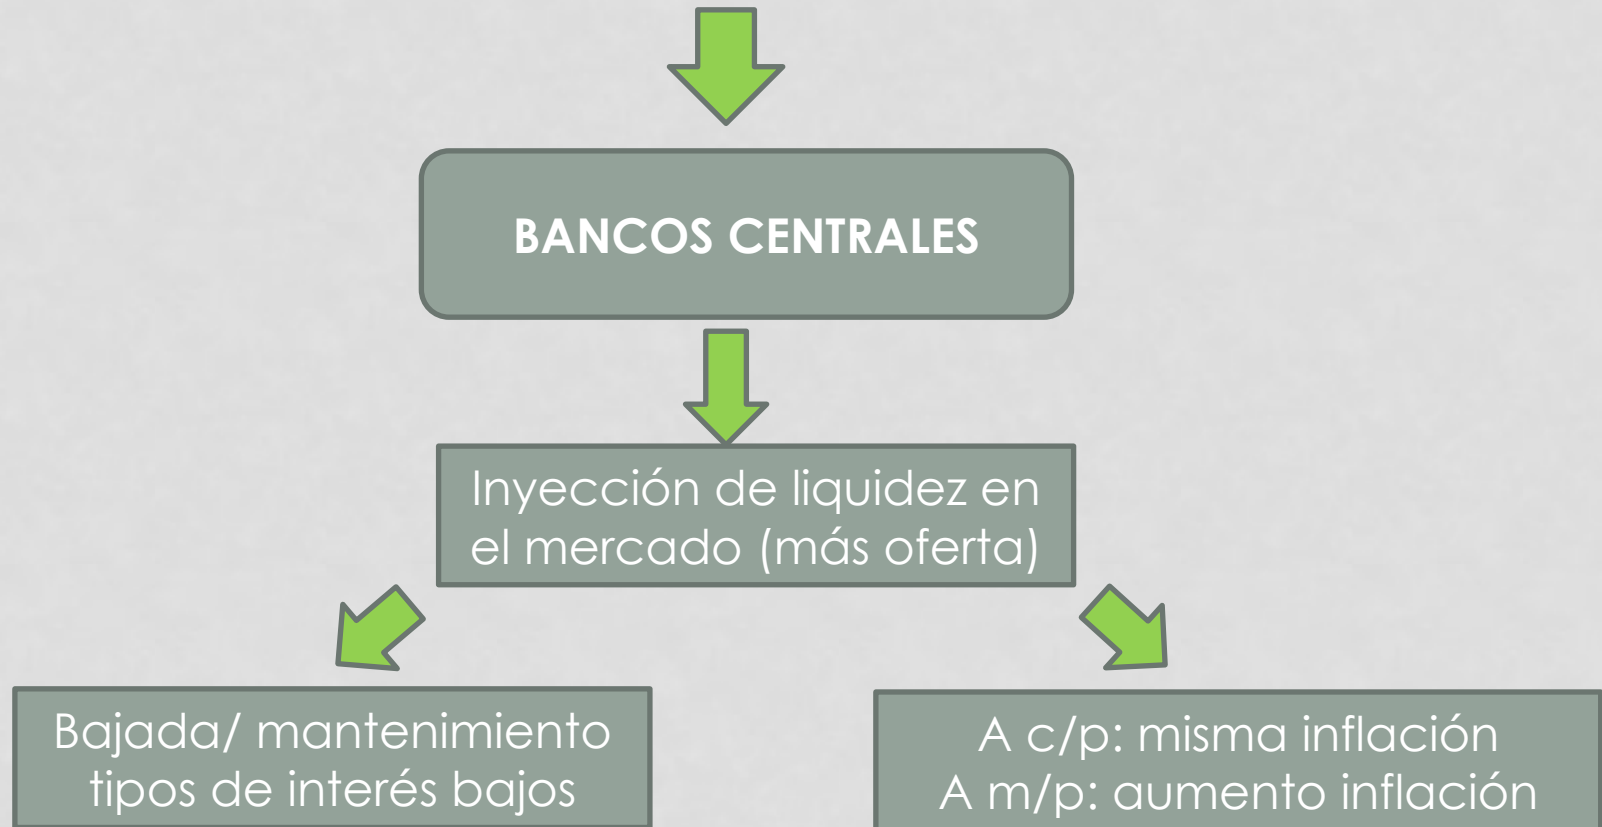 BANCOS CENTRALES
Inyección de liquidez en
el mercado (más oferta)
Bajada/ mantenimiento
tipos de interés bajos
A c/p: misma inflación
A m/p: aumento inflación